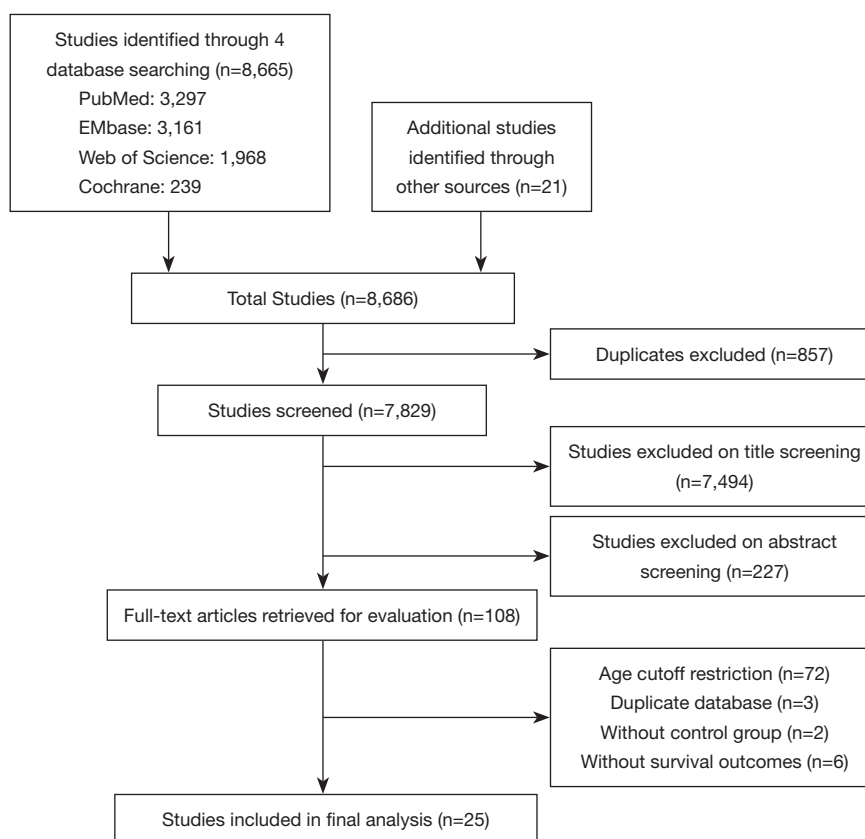 Studies identified through 4
database searching (n=8,665)
PubMed: 3,297
EMbase: 3,161
Web of Science: 1,968
Cochrane: 239
Additional studies
identified through
other sources (n=21)
Total Studies (n=8,686)
Duplicates excluded (n=857)
Studies screened (n=7,829)
Studies excluded on title screening
(n=7,494)
Studies excluded on abstract
screening (n=227)
Full-text articles retrieved for evaluation (n=108)
Age cutoff restriction (n=72)
Duplicate database (n=3)
Without control group (n=2)
Without survival outcomes (n=6)
Studies included in final analysis (n=25)